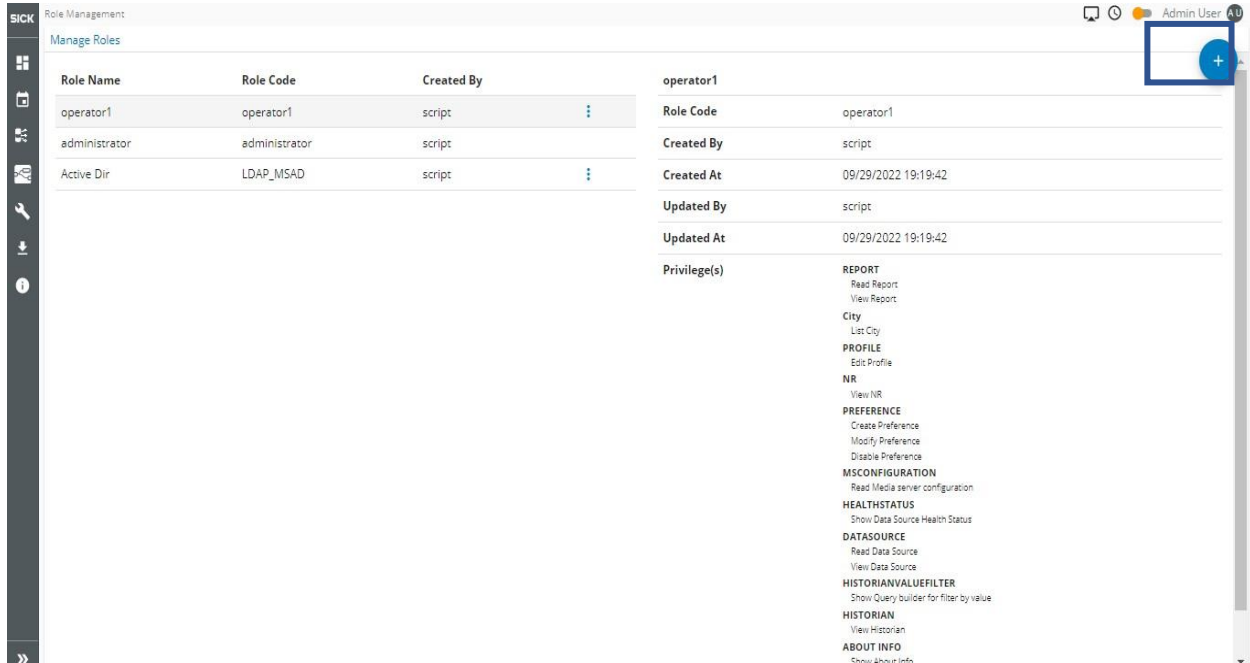 SICK Role Management Admin User AU
Manage Roles
+
Role Name Role Code Created By operator1
operator1 operator1 script Role Code operator1
administrator administrator script Created By script
Active Dir LDAP_MSAD script Created At 09/29/2022 19:19:42
Updated By script
Updated At 09/29/2022 19:19:42
Privilege(s) REPORT
Read Report
View Report
City
List City
PROFILE
Edit Profile
NR
View NR
PREFERENCE
Create Preference
Modify Preference
Disable Preference
MSCONFIGURATION
Read Media server configuration
HEALTHSTATUS
Show Data Source Health Status
DATASOURCE
Read Data Source
View Data Source
HISTORIANVALUEFILTER
Show Query builder for filter by value
HISTORIAN
View Historian
ABOUT INFO
Show About Info